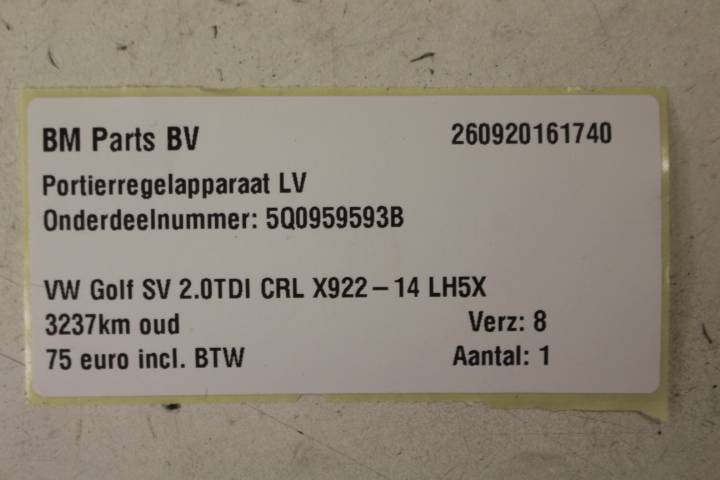 BM Parts BV 260920161740
Portierregelapparaat LV
Onderdeelnummer: 5Q0959593B
VW Golf SV 2.0TDI CRL X922-14 LH5X
3237km oud Verz: 8
75 euro incl. BTW Aantal: 1